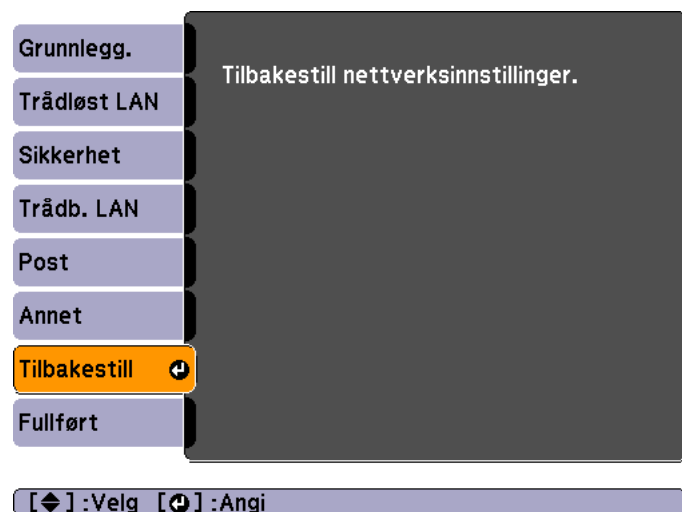 Grunnlegg.
Trådløst LAN
Sikkerhet
Trådb. LAN
Post
Annet
Tilbakestill
Fullført
Tilbakestill nettverksinnstillinger.
[◆]:Velg [↵]:Angi